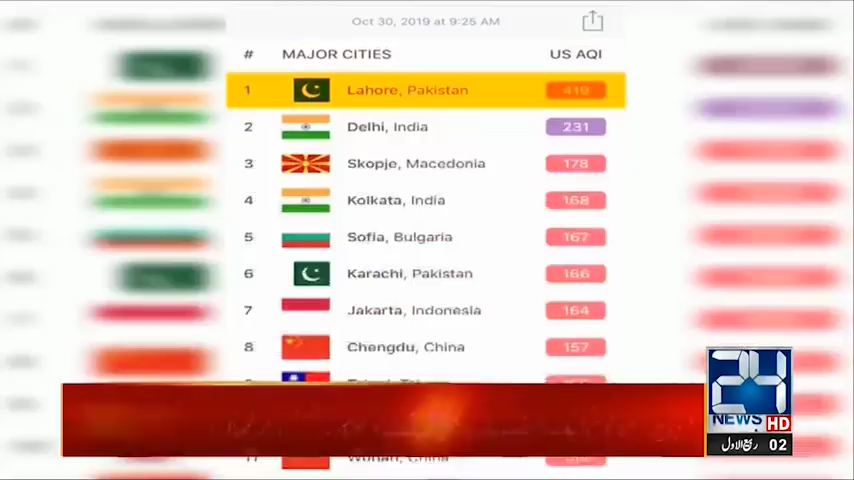 Oct 30, 2019 at 9:25 AM
# MAJOR CITIES US AQI
1 Lahore, Pakistan 419
2 Delhi, India 231
3 Skopje, Macedonia 178
4 Kolkata, India 168
5 Sofia, Bulgaria 167
6 Karachi, Pakistan 166
7 Jakarta, Indonesia 164
8 Chengdu, China 157
Wuhan, China
24
NEWS HD
ربیع الاول 02